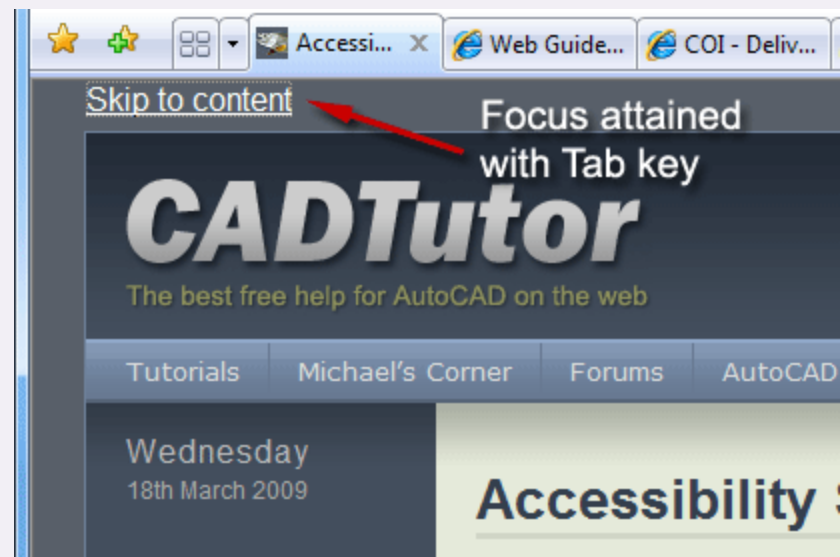 Accessi...
Web Guide...
COI - Deliv...
Skip to content
Focus attained
with Tab key
CADTutor
The best free help for AutoCAD on the web
Tutorials
Michael's Corner
Forums
AutoCAD
Wednesday
18th March 2009
Accessibility